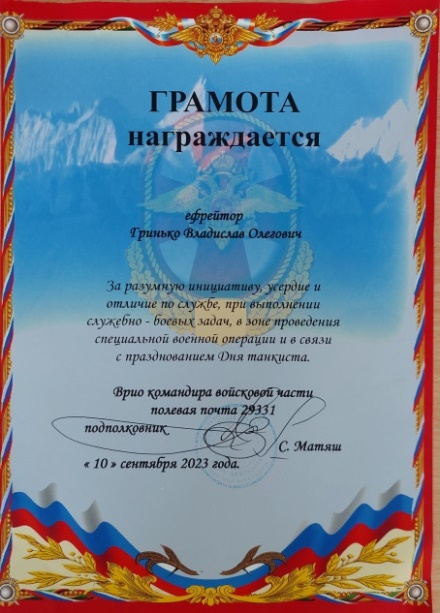 ГРАМОТА
награждается
ефрейтор
Гринько Владислав Олегович
За разумную инициативу, усердие и
отличие по службе, при выполнении
служебно - боевых задач, в зоне проведения
специальной военной операции и в связи
с празднованием Дня танкиста.
Врио командира войсковой части
полевая почта 29331
подполковник
С. Матяш
« 10 » сентября 2023 года.